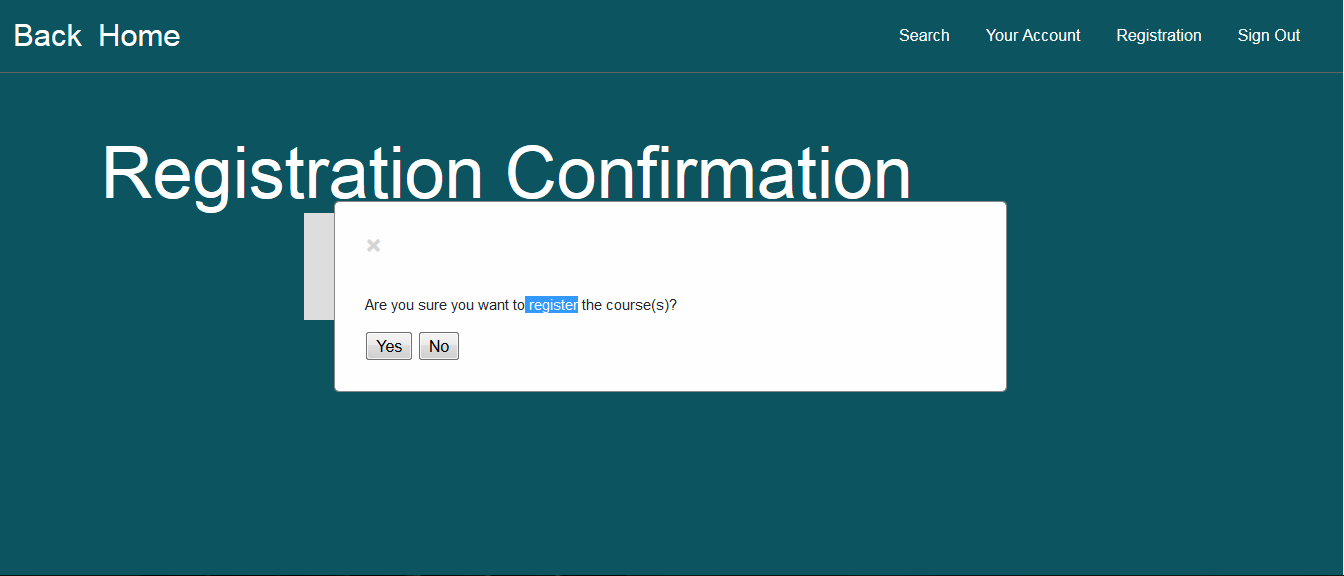 Back Home Search Your Account Registration Sign Out
Registration Confirmation
Are you sure you want to register the course(s)?
Yes No